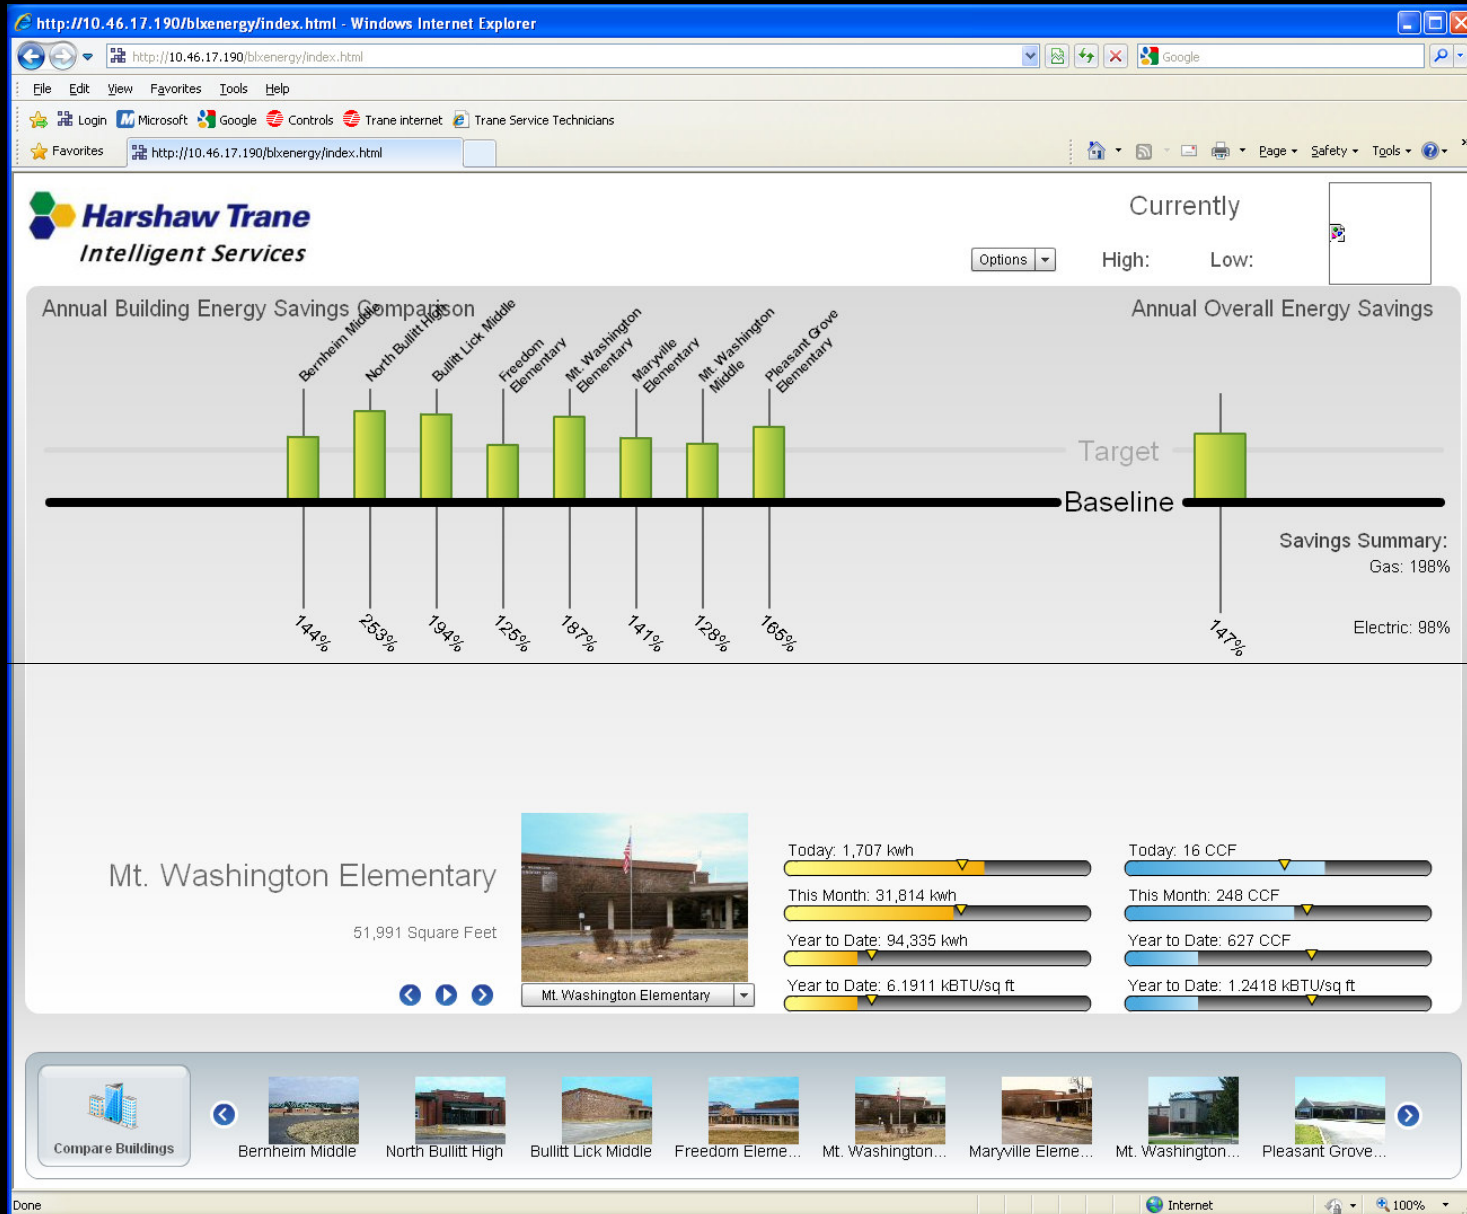 http://10.46.17.190/blxenergy/index.html - Windows Internet Explorer
http://10.46.17.190/blxenergy/index.html
Google
File Edit View Favorites Tools Help
Login Microsoft Google Controls Trane internet Trane Service Technicians
Favorites http://10.46.17.190/blxenergy/index.html Page Safety Tools
Harshaw Trane
Intelligent Services
Currently
Options High: Low:
Annual Building Energy Savings Comparison
Annual Overall Energy Savings
Bernheim Middle
North Bullitt High
Bullitt Lick Middle
Freedom
Elementary
Mt. Washington
Elementary
Maryville
Elementary
Mt. Washington
Middle
Pleasant Grove
Elementary
Target
Baseline
Savings Summary:
Gas: 198%
Electric: 98%
144% 253% 194% 125% 187% 141% 128% 165% 147%
Mt. Washington Elementary
51,991 Square Feet
Mt. Washington Elementary
Today: 1,707 kwh
This Month: 31,814 kwh
Year to Date: 94,335 kwh
Year to Date: 6.1911 kBTU/sq ft
Today: 16 CCF
This Month: 248 CCF
Year to Date: 627 CCF
Year to Date: 1.2418 kBTU/sq ft
Compare Buildings
Bernheim Middle North Bullitt High Bullitt Lick Middle Freedom Eleme... Mt. Washington... Maryville Eleme... Mt. Washington... Pleasant Grove...
Done Internet 100%